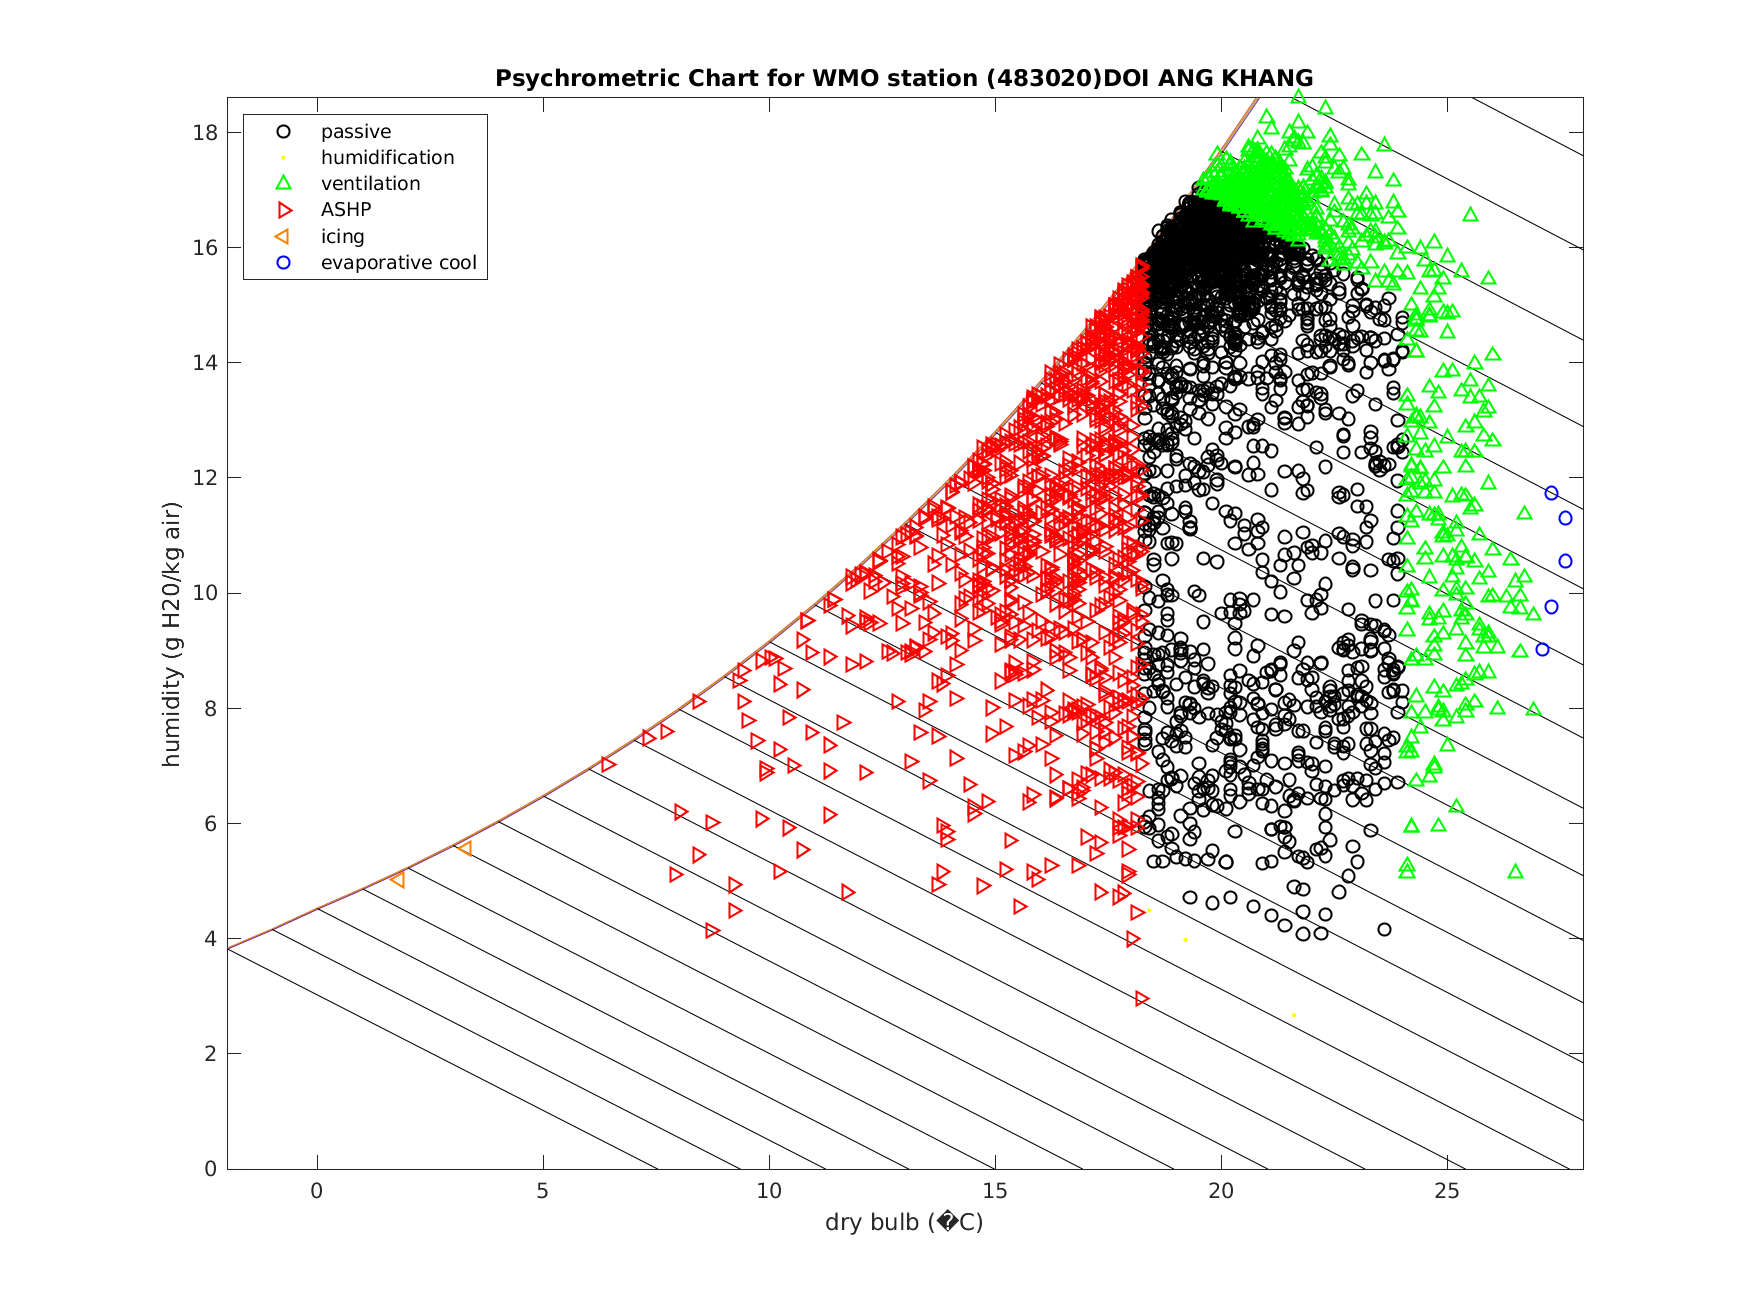 Psychrometric Chart for WMO station (483020)DOI ANG KHANG
passive
humidification
ventilation
ASHP
icing
evaporative cool
humidity (g H20/kg air)
18
16
14
12
10
8
6
4
2
0
0 5 10 15 20 25
dry bulb (�C)